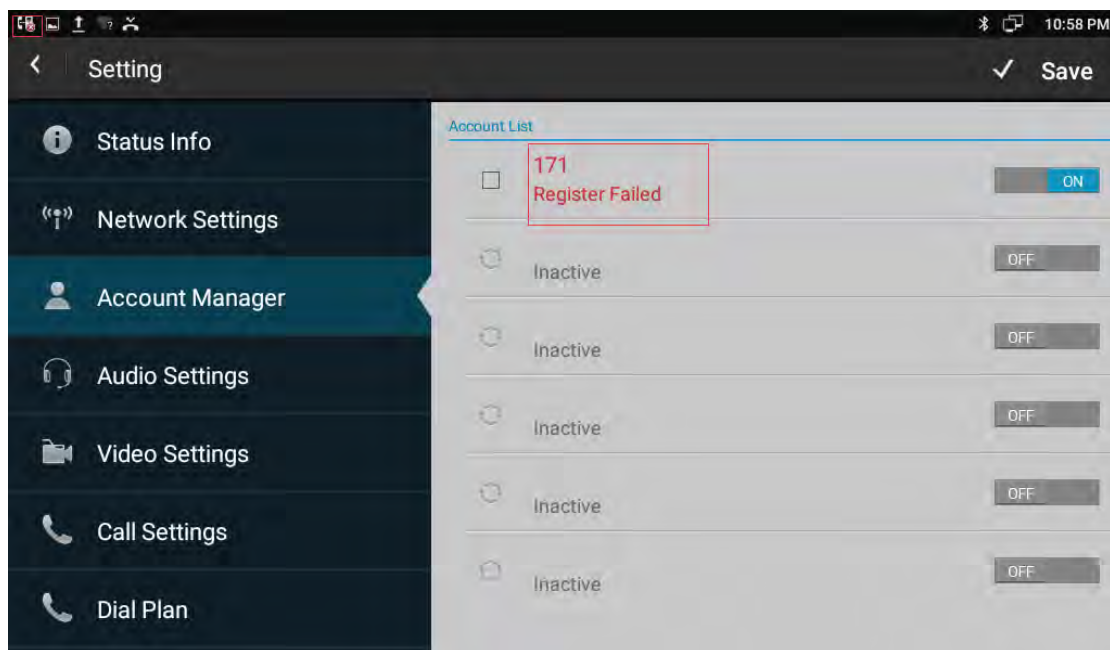 10:58 PM
Setting
Save
Status Info
Network Settings
Account Manager
Audio Settings
Video Settings
Call Settings
Dial Plan
Account List
171
Register Failed
ON
Inactive
OFF
Inactive
OFF
Inactive
OFF
Inactive
OFF
Inactive
OFF